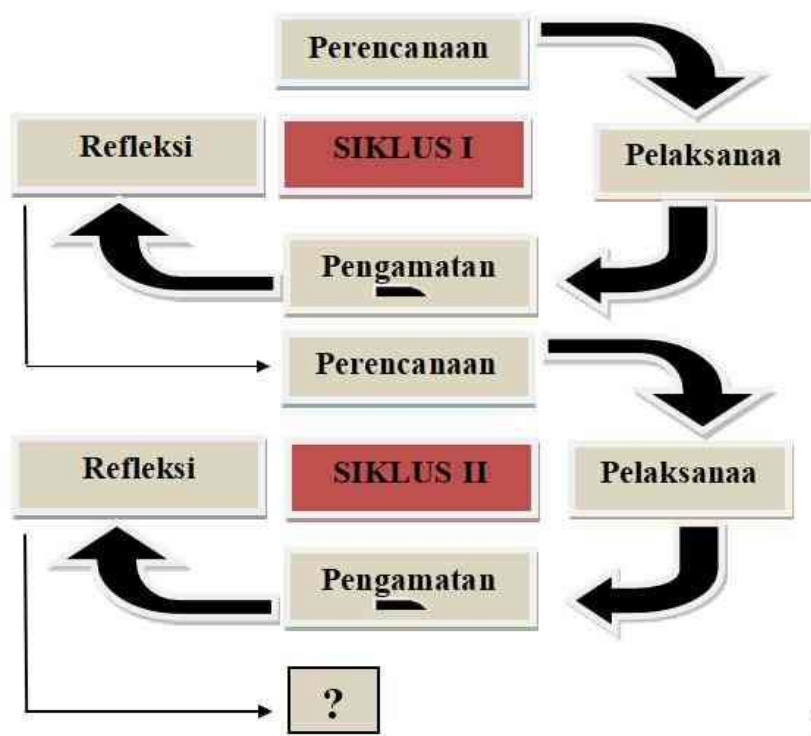 Perencanaan
Refleksi
SIKLUS I
Pelaksanaa
Pengamatan
Perencanaan
Refleksi
SIKLUS II
Pelaksanaa
Pengamatan
?